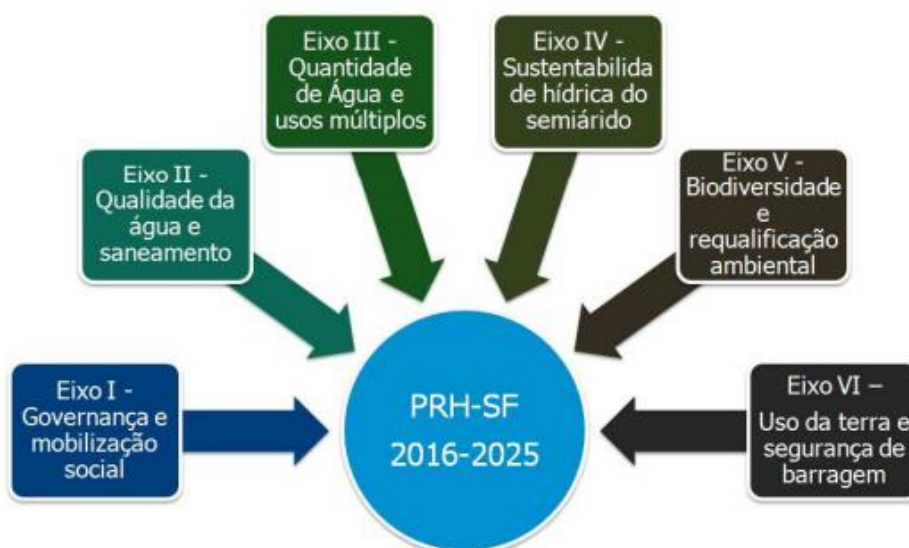 Eixo I -
Governança e
mobilização
social
Eixo II -
Qualidade da
água e
saneamento
Eixo III -
Quantidade
de Água e
usos múltiplos
Eixo IV -
Sustentabilida
de hídrica do
semiárido
Eixo V -
Biodiversidade
e
requalificação
ambiental
Eixo VI –
Uso da terra e
segurança de
barragem
PRH-SF
2016-2025